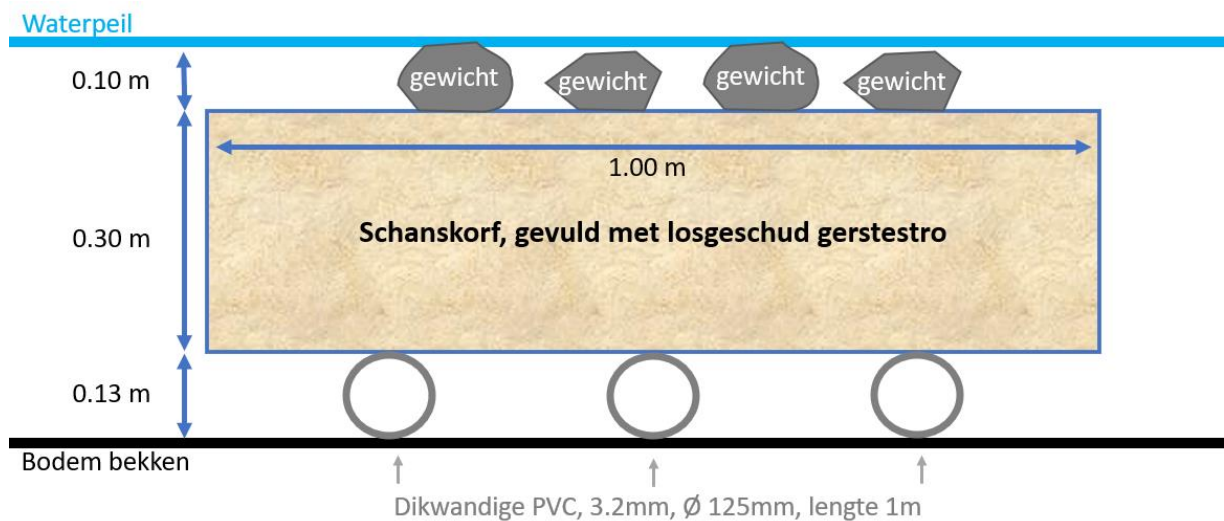 Waterpeil
gewicht
gewicht
gewicht
gewicht
0.10 m
1.00 m
0.30 m
Schanskorf, gevuld met losgeschud gerstestro
0.13 m
Bodem bekken
Dikwandige PVC, 3.2mm, Ø 125mm, lengte 1m